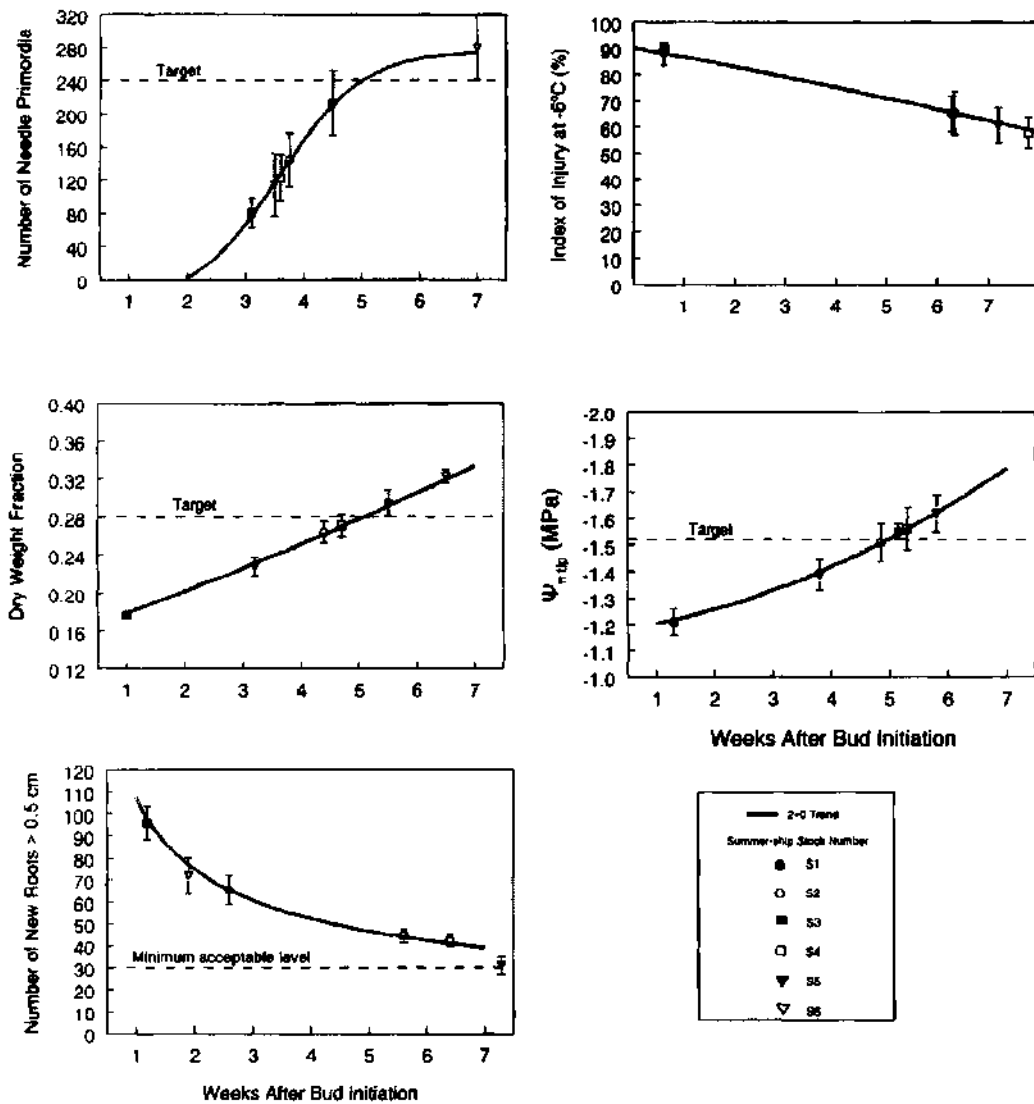 Number of Needle Primordia
320
280
240
200
160
120
80
40
0
Target
1 2 3 4 5 6 7
Index of Injury at -6°C (%)
100
90
80
70
60
50
40
30
20
10
0
1 2 3 4 5 6 7
Dry Weight Fraction
0.40
0.36
0.32
0.28
0.24
0.20
0.16
0 12
Target
1 2 3 4 5 6 7
(MPa)
-2.0
-1.9
-1.8
-1.7
-1.6
-1.5
-1.4
-1.3
-1.2
-1.1
-1.0
Target
1 2 3 4 5 6 7
Weeks After Bud Initiation
Number of New Roots > 0.5 cm
120
110
100
90
80
70
60
50
40
30
20
10
0
Minimum acceptable level
1 2 3 4 5 6 7
Weeks After Bud Initiation
2+0 Trend
Summer-ship Stock Number
S1
S2
S3
S4
S5
S6